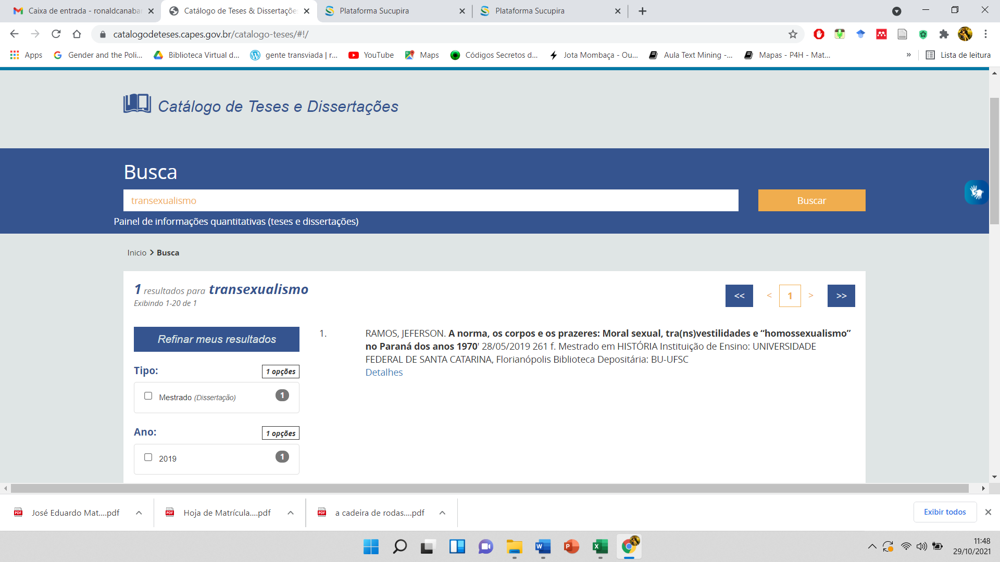 Caixa de entrada - ronaldcanabar
Catálogo de Teses & Dissertaçõe
Plataforma Sucupira
Plataforma Sucupira
catalogodeteses.capes.gov.br/catalogo-teses/#!/
Apps
Gender and the Poli...
Biblioteca Virtual d...
gente transviada | r...
YouTube
Maps
Códigos Secretos d...
Jota Mombaça - Ou...
Aula Text Mining -...
Mapas - P4H - Mat...
»
Lista de leitura
Catálogo de Teses e Dissertações
Busca
transexualismo
Buscar
Painel de informações quantitativas (teses e dissertações)
Inicio > Busca
1 resultados para transexualismo
Exibindo 1-20 de 1
<< < 1 > >>
Refinar meus resultados
Tipo: 1 opções
Mestrado (Dissertação) 1
Ano: 1 opções
2019 1
1. RAMOS, JEFERSON. A norma, os corpos e os prazeres: Moral sexual, tra(ns)vestilidades e “homossexualismo”
no Paraná dos anos 1970' 28/05/2019 261 f. Mestrado em HISTÓRIA Instituição de Ensino: UNIVERSIDADE
FEDERAL DE SANTA CATARINA, Florianópolis Biblioteca Depositária: BU-UFSC
Detalhes
José Eduardo Mat....pdf
Hoja de Matrícula....pdf
a cadeira de rodas....pdf
Exibir todos
11:48
29/10/2021